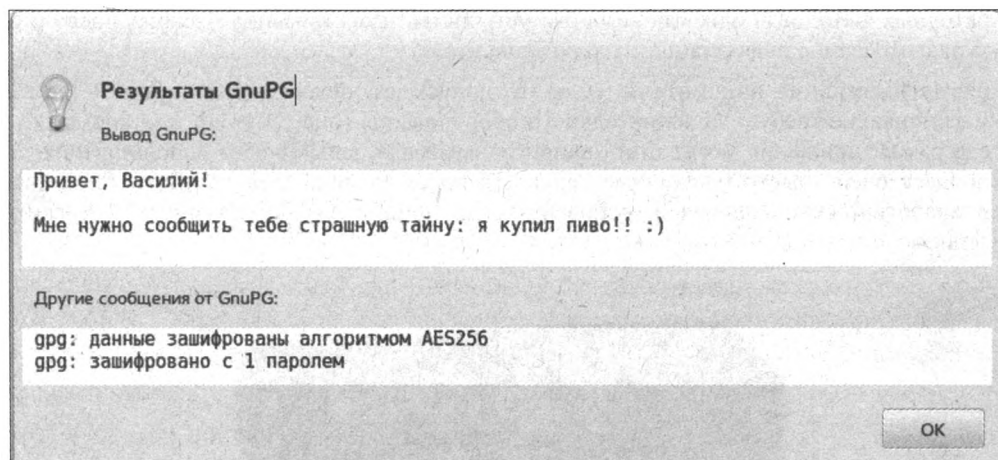 Результаты GnuPG
Вывод GnuPG:
Привет, Василий!
Мне нужно сообщить тебе страшную тайну: я купил пиво!! :)
Другие сообщения от GnuPG:
gpg: данные зашифрованы алгоритмом AES256
gpg: зашифровано с 1 паролем
OK